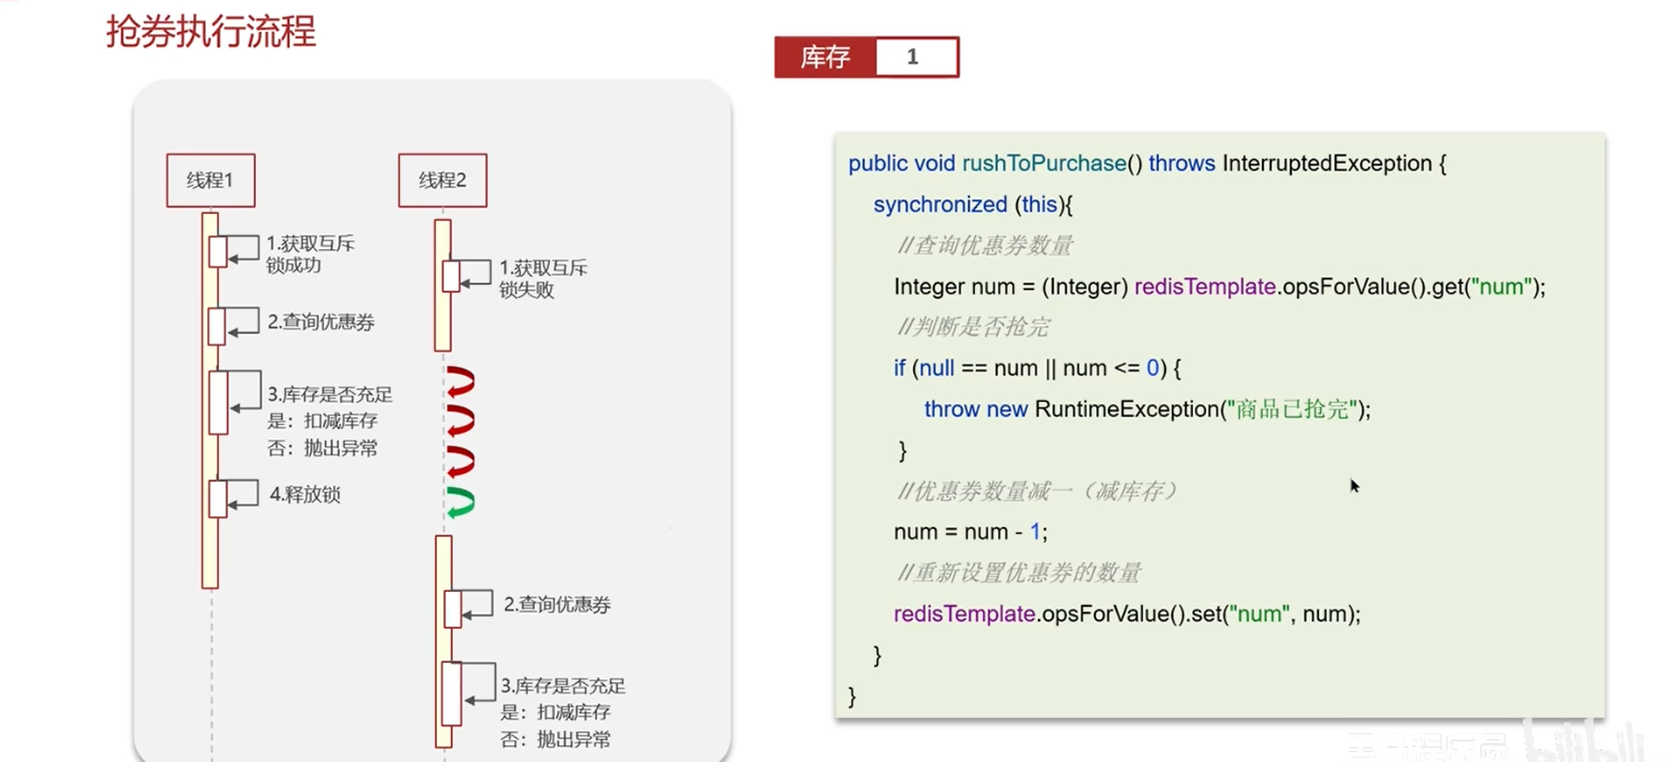 抢券执行流程
库存 1
线程1
线程2
1.获取互斥
锁成功
1.获取互斥
锁失败
2.查询优惠券
3.库存是否充足
是：扣减库存
否：抛出异常
4.释放锁
2.查询优惠券
3.库存是否充足
是：扣减库存
否：抛出异常
public void rushToPurchase() throws InterruptedException {
synchronized (this){
//查询优惠券数量
Integer num = (Integer) redisTemplate.opsForValue().get("num");
//判断是否抢完
if (null == num || num <= 0) {
throw new RuntimeException("商品已抢完");
}
//优惠券数量减一（减库存）
num = num - 1;
//重新设置优惠券的数量
redisTemplate.opsForValue().set("num", num);
}
}
bilibili